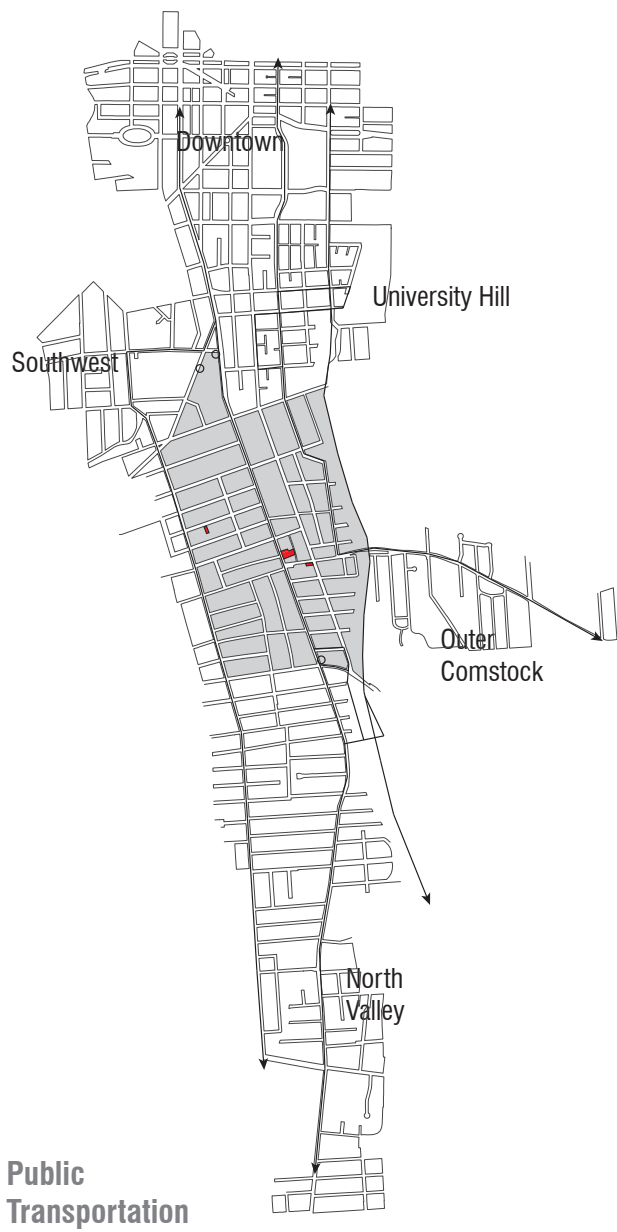 Downtown
University Hill
Southwest
Outer
Comstock
North
Valley
Public
Transportation